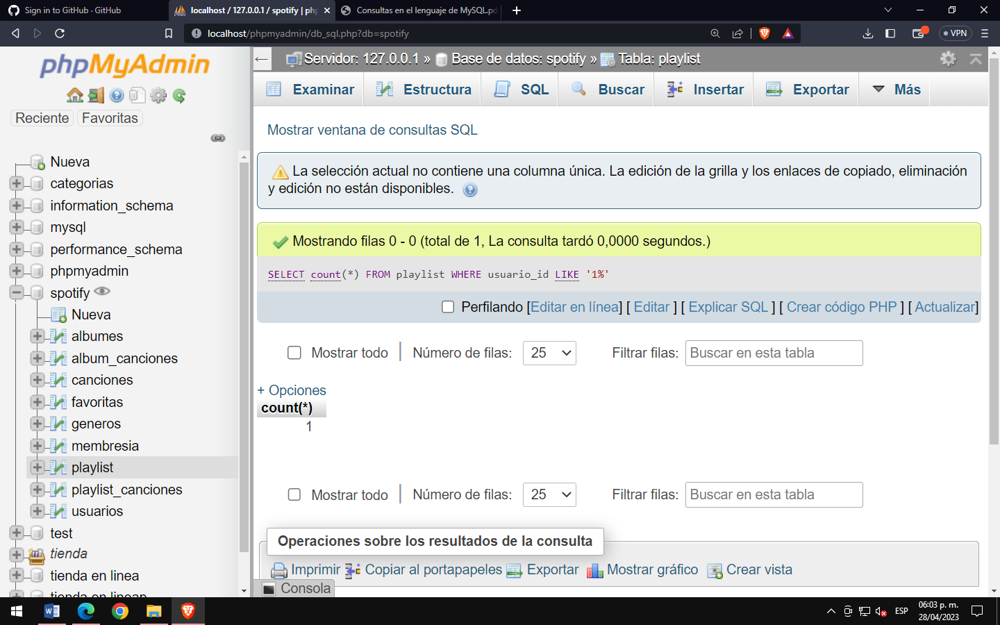 Sign in to GitHub · GitHub
localhost / 127.0.0.1 / spotify | php
Consultas en el lenguaje de MySQL.pd
localhost/phpmyadmin/db_sql.php?db=spotify
VPN
phpMyAdmin
Reciente
Favoritas
Nueva
categorias
information_schema
mysql
performance_schema
phpmyadmin
spotify
Nueva
albumes
album_canciones
canciones
favoritas
generos
membresia
playlist
playlist_canciones
usuarios
test
tienda
tienda en linea
tienda en lineap
Servidor: 127.0.0.1 » Base de datos: spotify » Tabla: playlist
Examinar Estructura SQL Buscar Insertar Exportar Más
Mostrar ventana de consultas SQL
La selección actual no contiene una columna única. La edición de la grilla y los enlaces de copiado, eliminación
y edición no están disponibles.
Mostrando filas 0 - 0 (total de 1, La consulta tardó 0,0000 segundos.)
SELECT count(*) FROM playlist WHERE usuario_id LIKE '1%'
Perfilando [Editar en línea] [ Editar ] [ Explicar SQL ] [ Crear código PHP ] [ Actualizar]
Mostrar todo | Número de filas: 25 Filtrar filas: Buscar en esta tabla
+ Opciones
count(*)
1
Mostrar todo | Número de filas: 25 Filtrar filas: Buscar en esta tabla
Operaciones sobre los resultados de la consulta
Imprimir Copiar al portapapeles Exportar Mostrar gráfico Crear vista
Consola
ESP
06:03 p. m.
28/04/2023